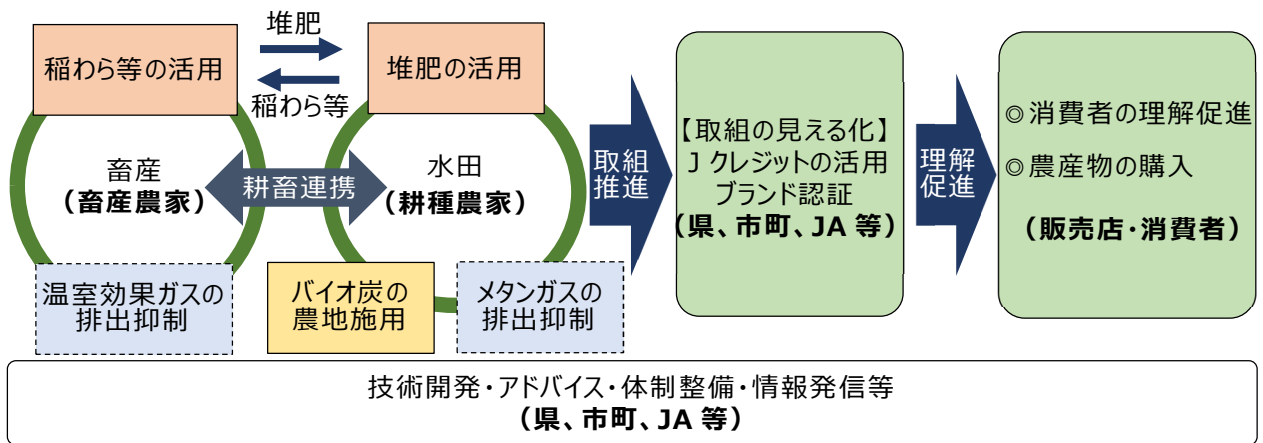 堆肥
稲わら等の活用
堆肥の活用
稲わら等
畜産
(畜産農家)
耕畜連携
水田
(耕種農家)
温室効果ガスの
排出抑制
バイオ炭の
農地施用
メタンガスの
排出抑制
取組
推進
【取組の見える化】
Jクレジットの活用
ブランド認証
(県、市町、JA 等)
理解
促進
◎消費者の理解促進
◎農産物の購入
(販売店・消費者)
技術開発・アドバイス・体制整備・情報発信等
(県、市町、JA 等)